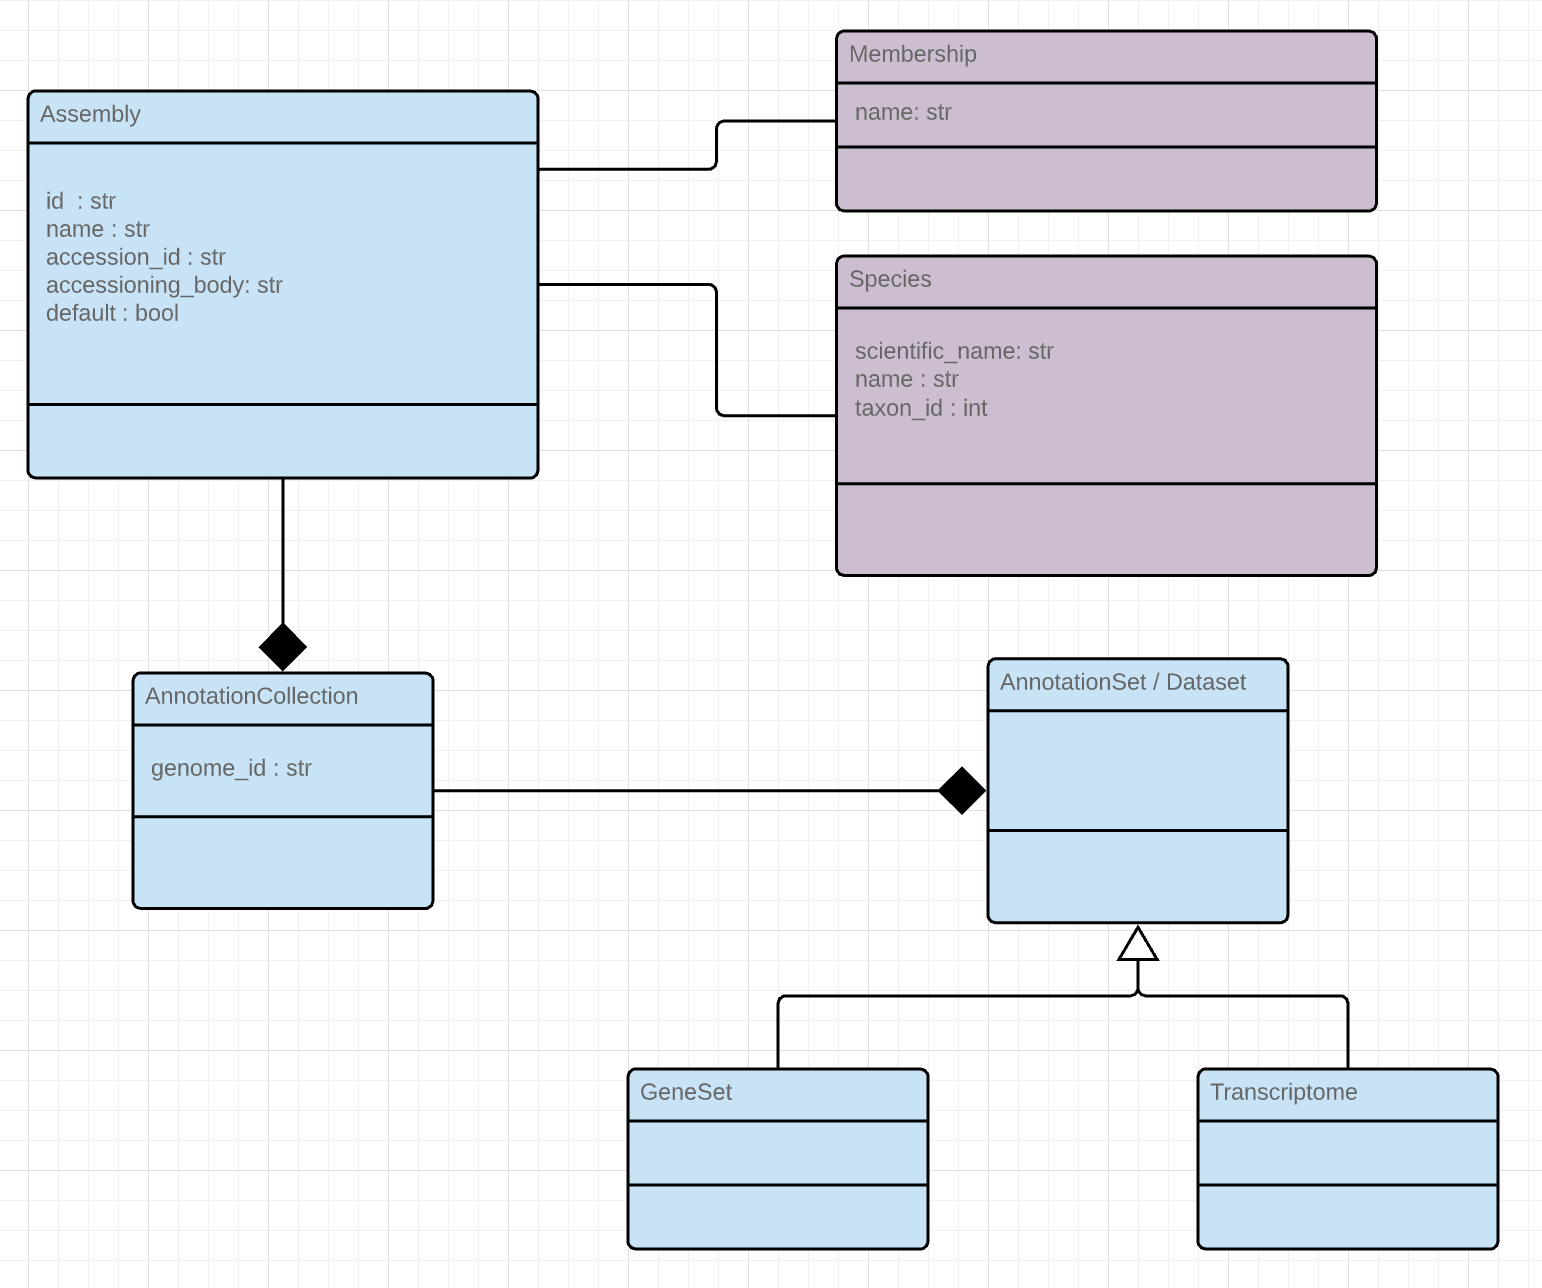 Assembly
id  : str
name : str
accession_id : str
accessioning_body: str
default : bool
Membership
name: str
Species
scientific_name: str
name : str
taxon_id : int
AnnotationCollection
genome_id : str
AnnotationSet / Dataset
GeneSet
Transcriptome